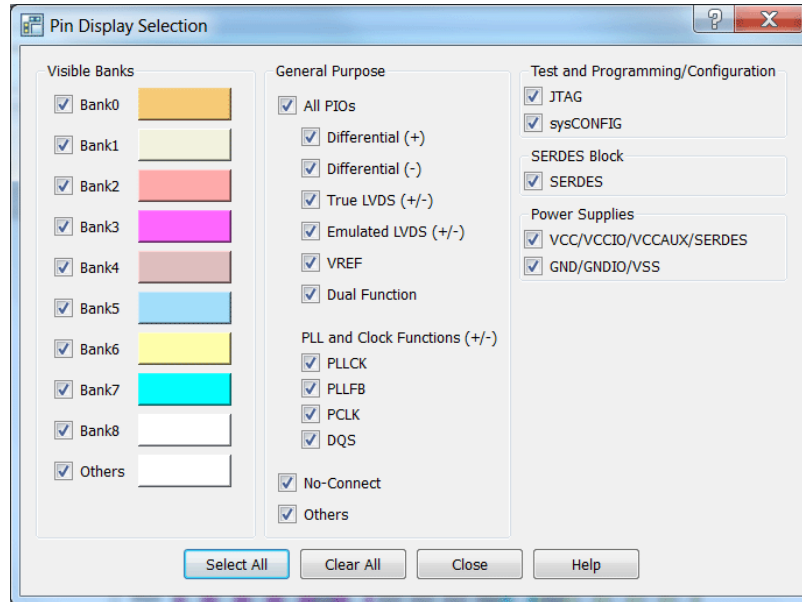 Pin Display Selection
Visible Banks
Bank0
Bank1
Bank2
Bank3
Bank4
Bank5
Bank6
Bank7
Bank8
Others
General Purpose
All PIOs
Differential (+)
Differential (-)
True LVDS (+/-)
Emulated LVDS (+/-)
VREF
Dual Function
PLL and Clock Functions (+/-)
PLLCK
PLLFB
PCLK
DQS
No-Connect
Others
Test and Programming/Configuration
JTAG
sysCONFIG
SERDES Block
SERDES
Power Supplies
VCC/VCCIO/VCCAUX/SERDES
GND/GNDIO/VSS
Select All
Clear All
Close
Help